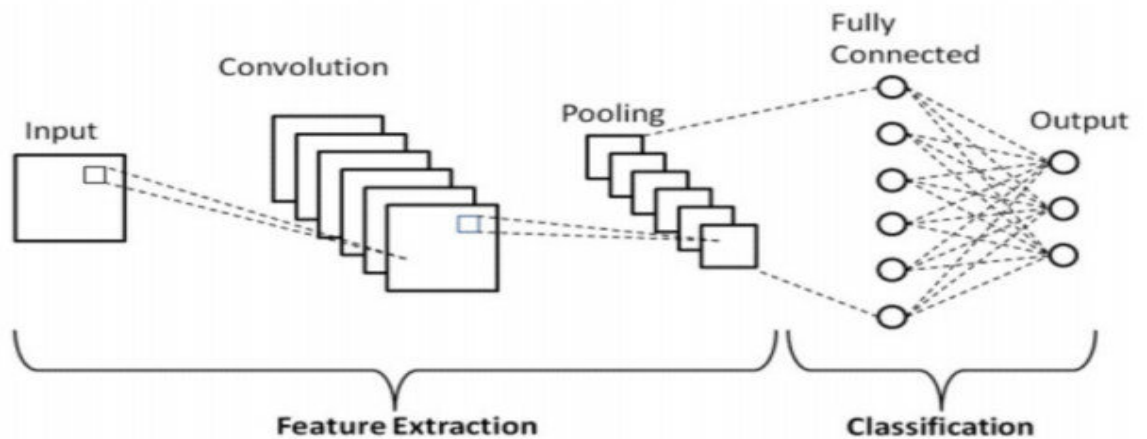 Input
Convolution
Pooling
Fully
Connected
Output
Feature Extraction
Classification